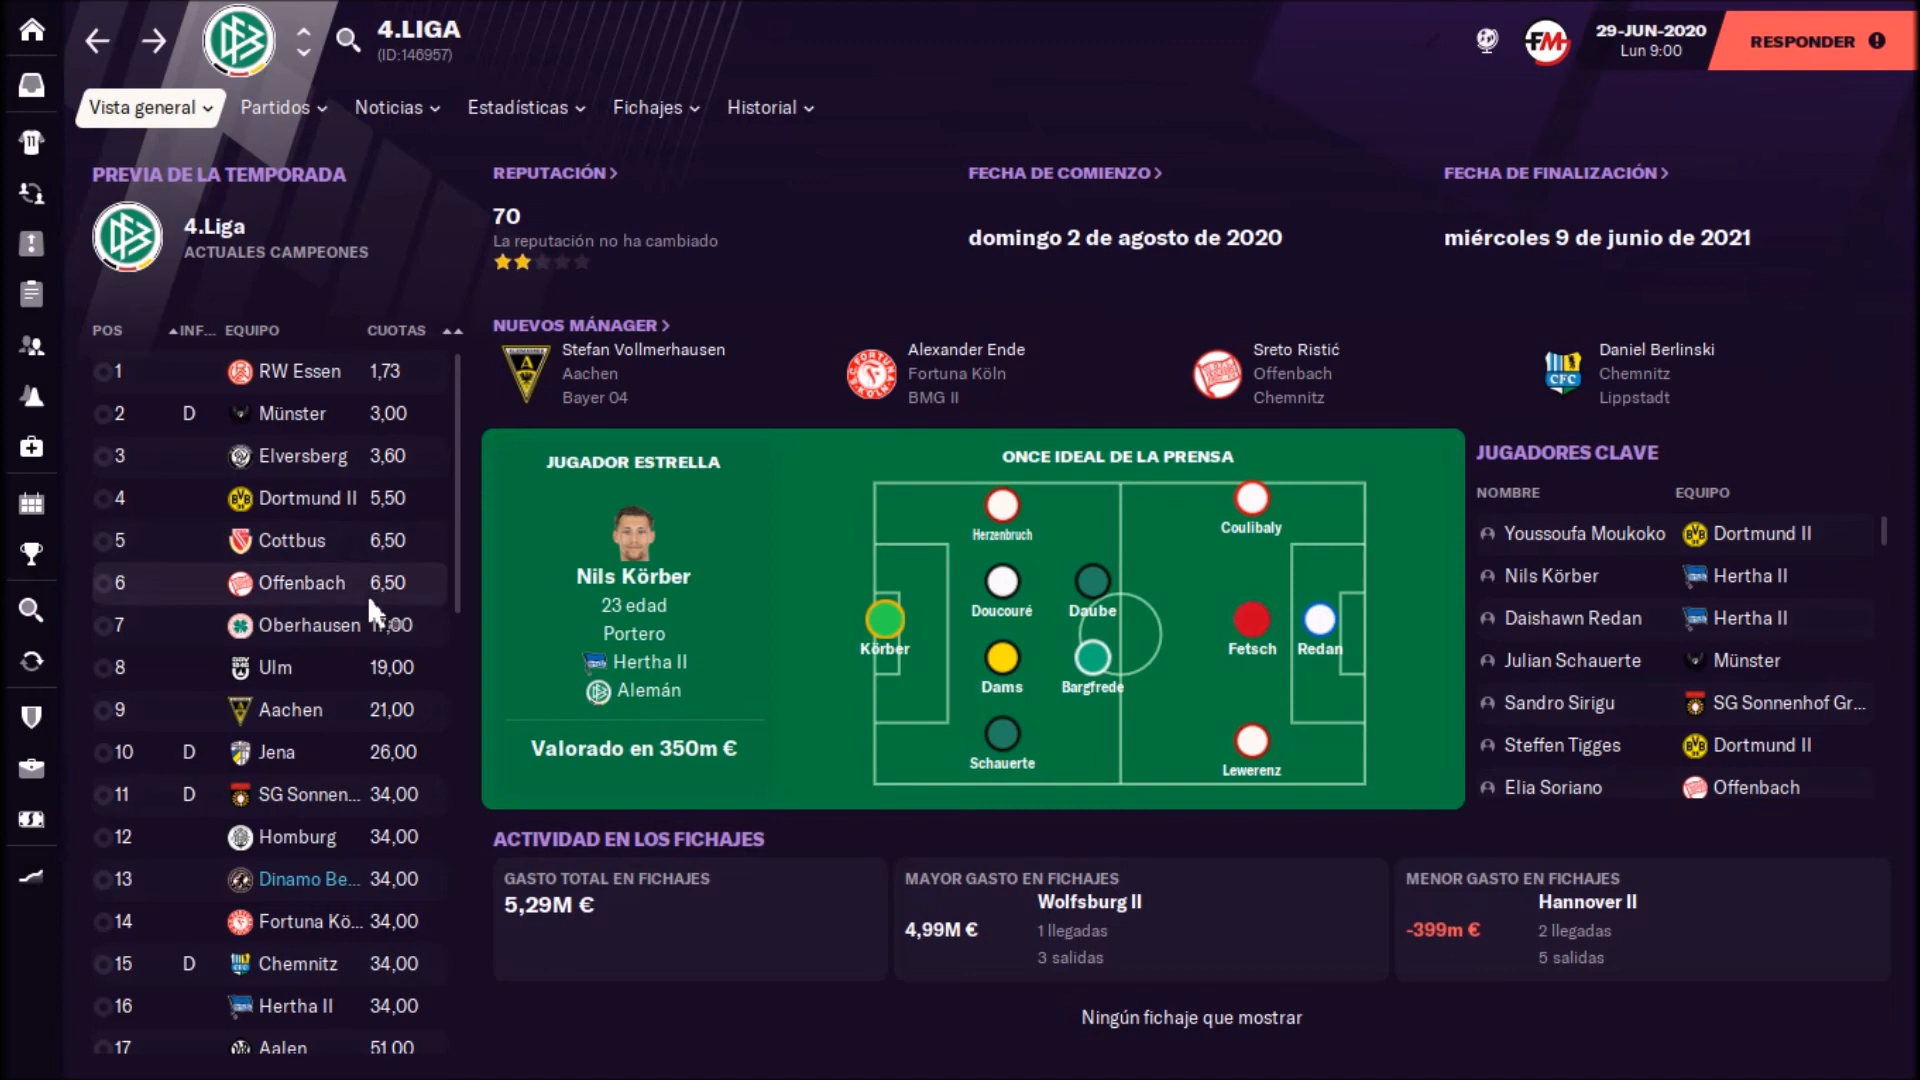 4.LIGA
(ID:146957)
FM
29-JUN-2020
Lun 9:00
RESPONDER
Vista general
Partidos
Noticias
Estadísticas
Fichajes
Historial
PREVIA DE LA TEMPORADA
4.Liga
ACTUALES CAMPEONES
REPUTACIÓN
70
La reputación no ha cambiado
FECHA DE COMIENZO
domingo 2 de agosto de 2020
FECHA DE FINALIZACIÓN
miércoles 9 de junio de 2021
POS INF... EQUIPO CUOTAS
1 RW Essen 1,73
2 D Münster 3,00
3 Elversberg 3,60
4 Dortmund II 5,50
5 Cottbus 6,50
6 Offenbach 6,50
7 Oberhausen
8 Ulm 19,00
9 Aachen 21,00
10 D Jena 26,00
11 D SG Sonnen... 34,00
12 Homburg 34,00
13 Dinamo Be... 34,00
14 Fortuna Kö... 34,00
15 D Chemnitz 34,00
16 Hertha II 34,00
17 Aalen 51,00
NUEVOS MÁNAGER
Stefan Vollmerhausen
Aachen
Bayer 04
Alexander Ende
Fortuna Köln
BMG II
Sreto Ristić
Offenbach
Chemnitz
Daniel Berlinski
Chemnitz
Lippstadt
JUGADOR ESTRELLA
Nils Körber
23 edad
Portero
Hertha II
Alemán
Valorado en 350m €
ONCE IDEAL DE LA PRENSA
Herzenbruch
Coulibaly
Doucouré
Daube
Körber
Fetsch
Redan
Dams
Bargfrede
Schauerte
Lewerenz
JUGADORES CLAVE
NOMBRE EQUIPO
Youssoufa Moukoko Dortmund II
Nils Körber Hertha II
Daishawn Redan Hertha II
Julian Schauerte Münster
Sandro Sirigu SG Sonnenhof Gr...
Steffen Tigges Dortmund II
Elia Soriano Offenbach
ACTIVIDAD EN LOS FICHAJES
GASTO TOTAL EN FICHAJES
5,29M €
MAYOR GASTO EN FICHAJES
Wolfsburg II
4,99M €
1 llegadas
3 salidas
MENOR GASTO EN FICHAJES
Hannover II
-399m €
2 llegadas
5 salidas
Ningún fichaje que mostrar